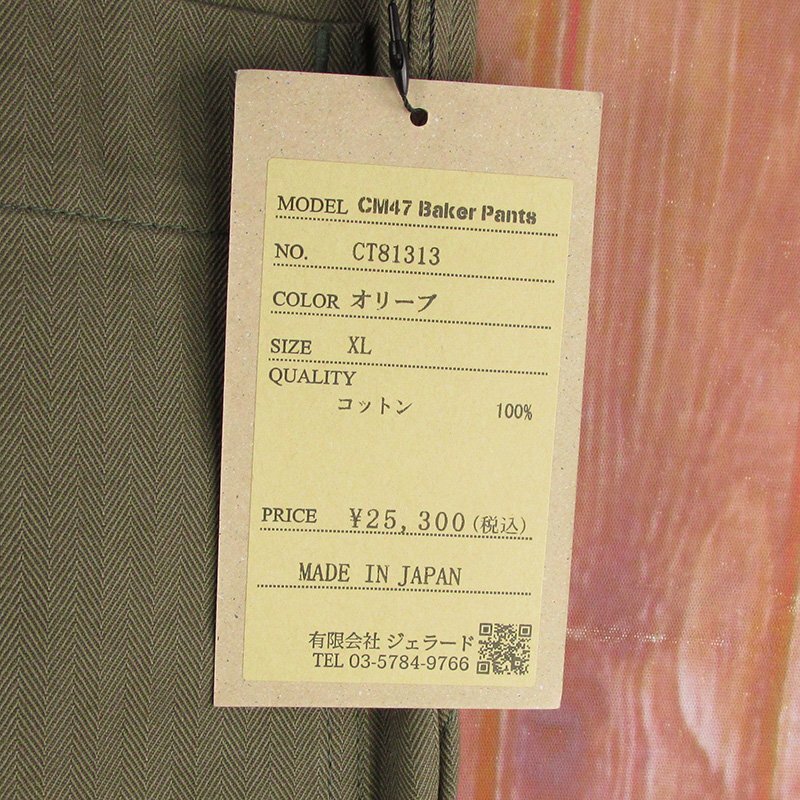 MODEL CM47 Baker Pants
NO. CT81313
COLOR オリーブ
SIZE XL
QUALITY
コットン 100%
PRICE ¥25,300(税込)
MADE IN JAPAN
有限会社 ジェラード
TEL 03-5784-9766